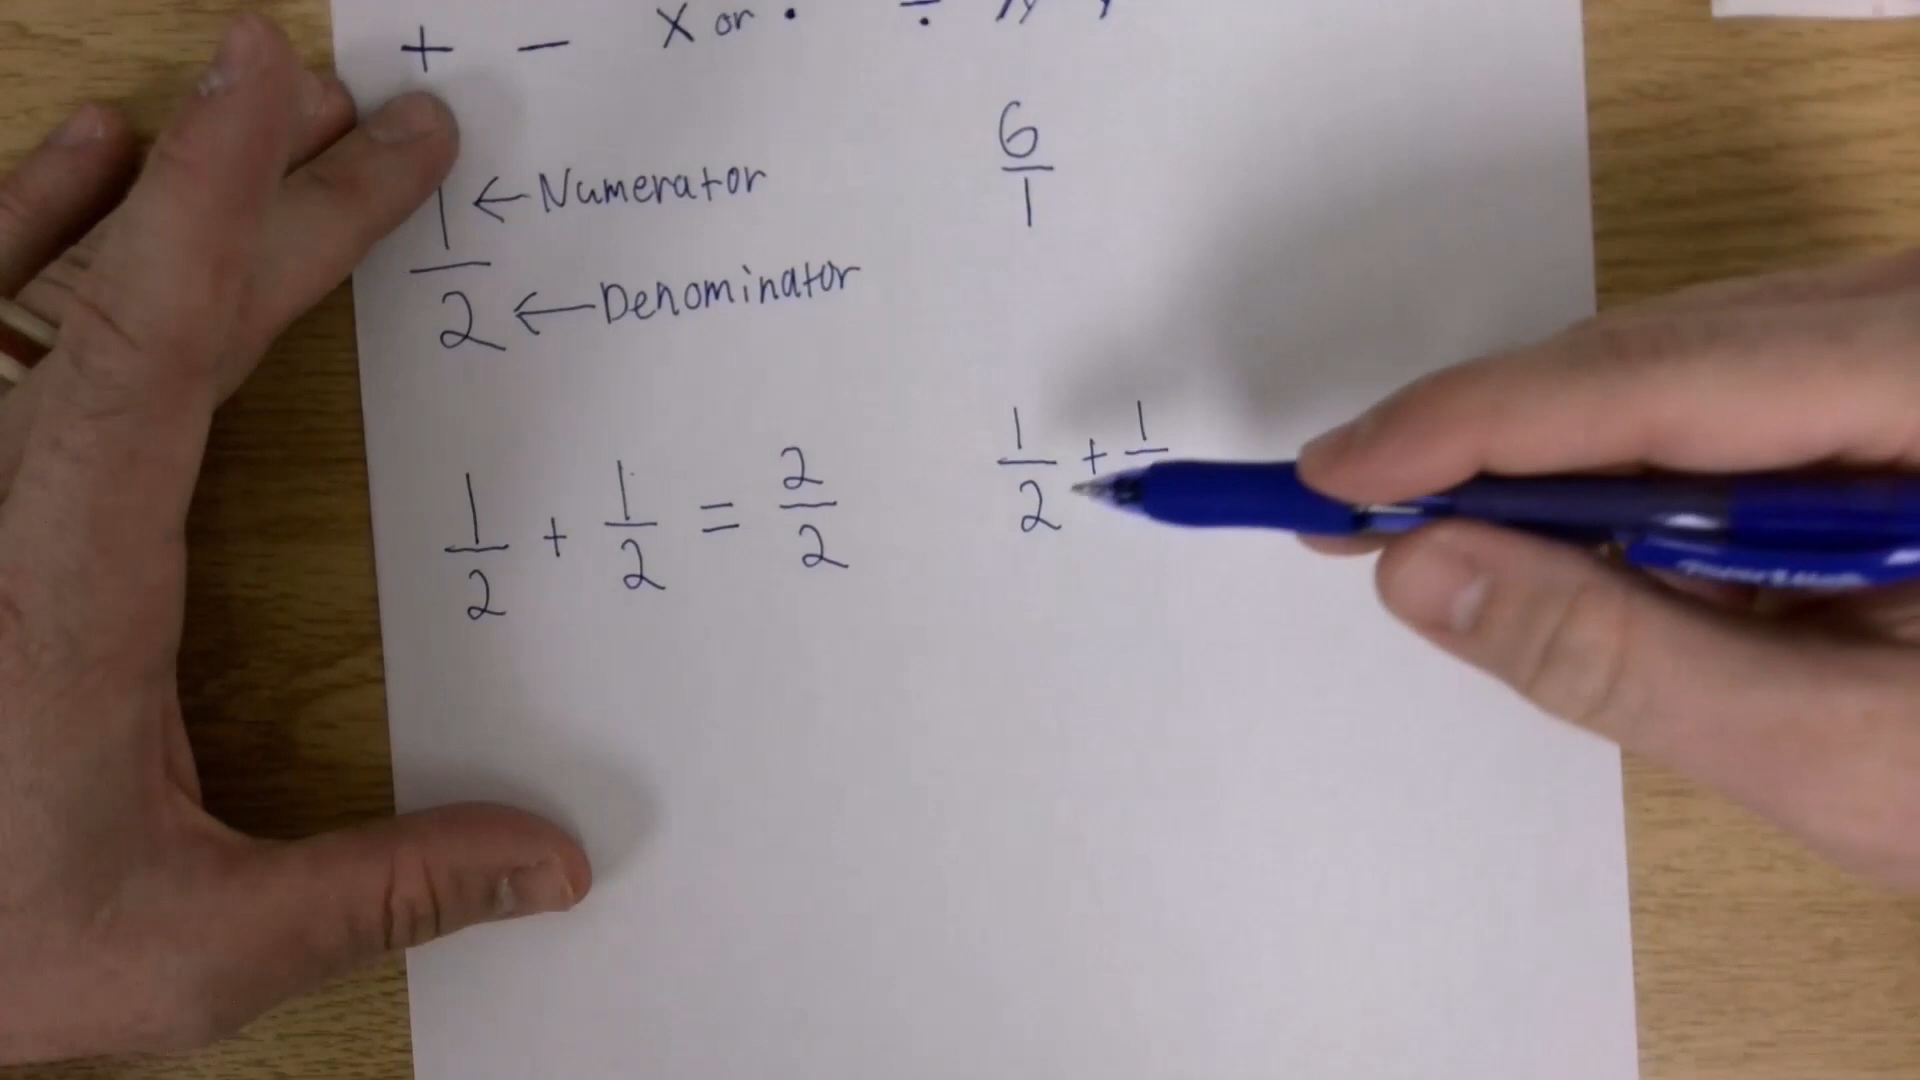 + − X or · ÷
1 ← Numerator
2 ← Denominator
6
1
1/2 + 1/2 = 2/2
1/2 + 1